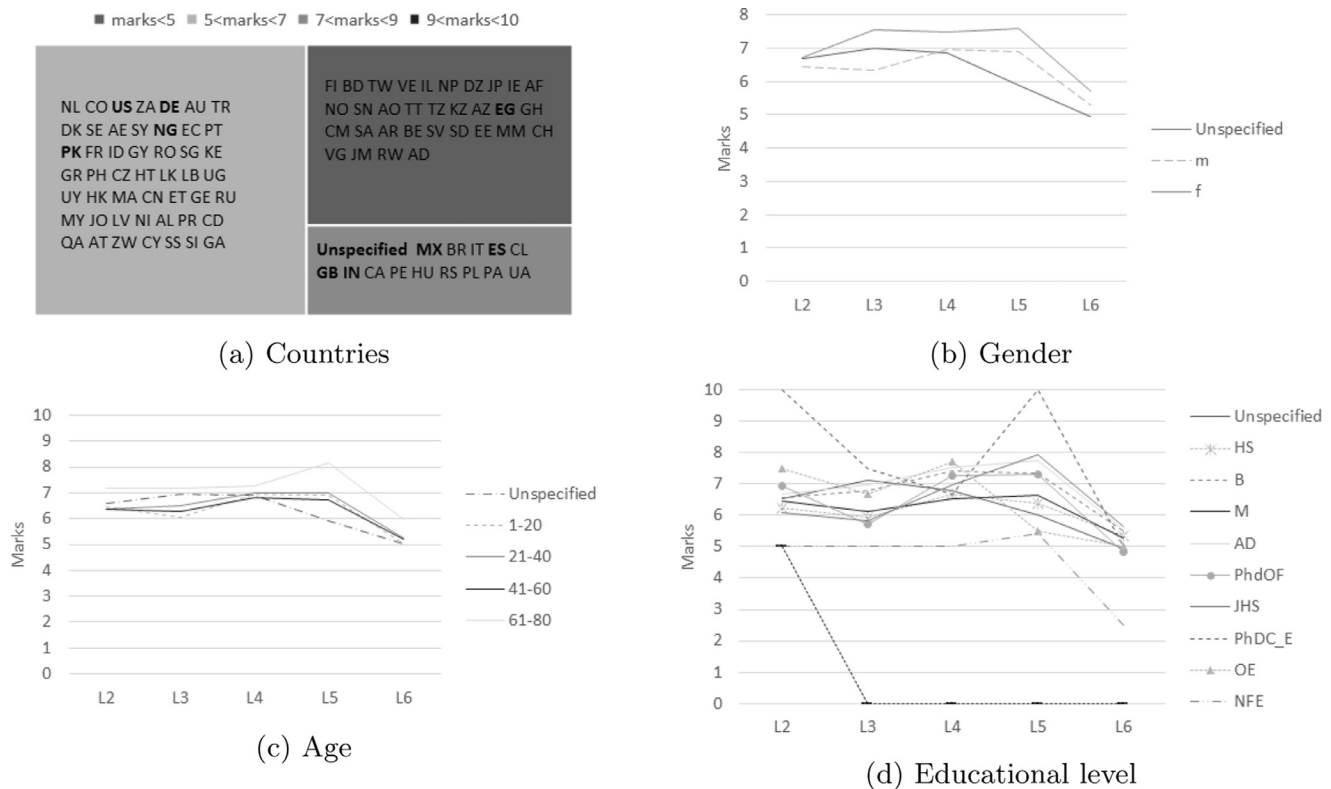 marks<5 5<marks<7 7<marks<9 9<marks<10
NL CO US ZA DE AU TR
DK SE AE SY NG EC PT
PK FR ID GY RO SG KE
GR PH CZ HT LK LB UG
UY HK MA CN ET GE RU
MY JO LV NI AL PR CD
QA AT ZW CY SS SI GA
FI BD TW VE IL NP DZ JP IE AF
NO SN AO TT TZ KZ AZ EG GH
CM SA AR BE SV SD EE MM CH
VG JM RW AD
Unspecified MX BR IT ES CL
GB IN CA PE HU RS PL PA UA
(a) Countries
Marks
8
7
6
5
4
3
2
1
0
L2 L3 L4 L5 L6
Unspecified
m
f
(b) Gender
Marks
10
9
8
7
6
5
4
3
2
1
0
L2 L3 L4 L5 L6
Unspecified
1-20
21-40
41-60
61-80
(c) Age
Marks
10
9
8
7
6
5
4
3
2
1
0
L2 L3 L4 L5 L6
Unspecified
HS
B
M
AD
PhdOF
JHS
PhDC_E
OE
NFE
(d) Educational level